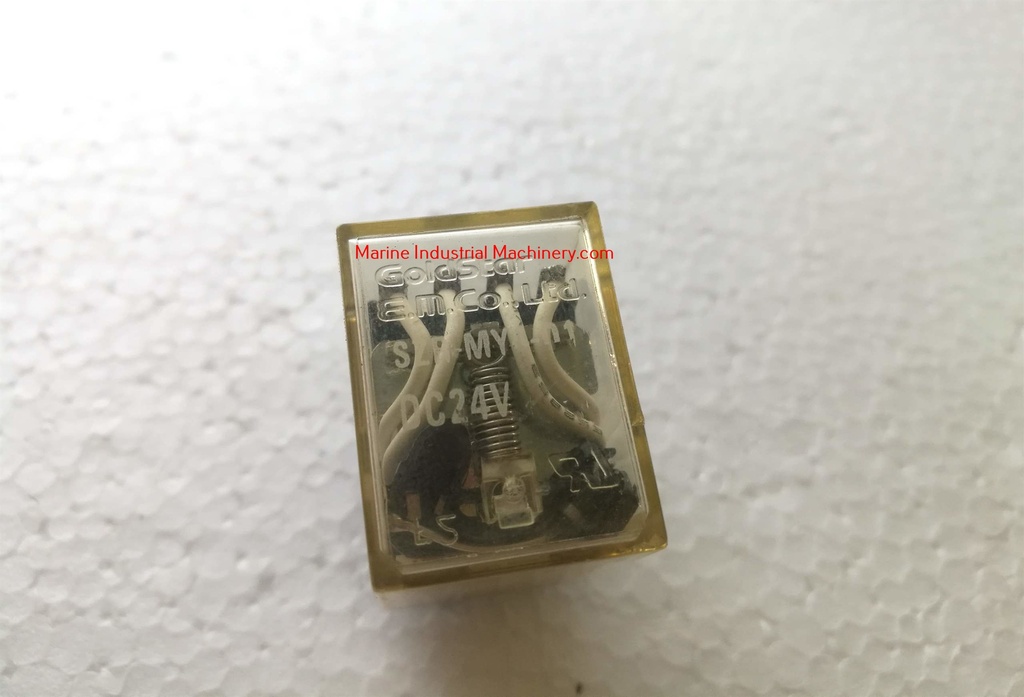 Marine Industrial Machinery.com
GoldStar
E.M.Co., Ltd.
DC24V